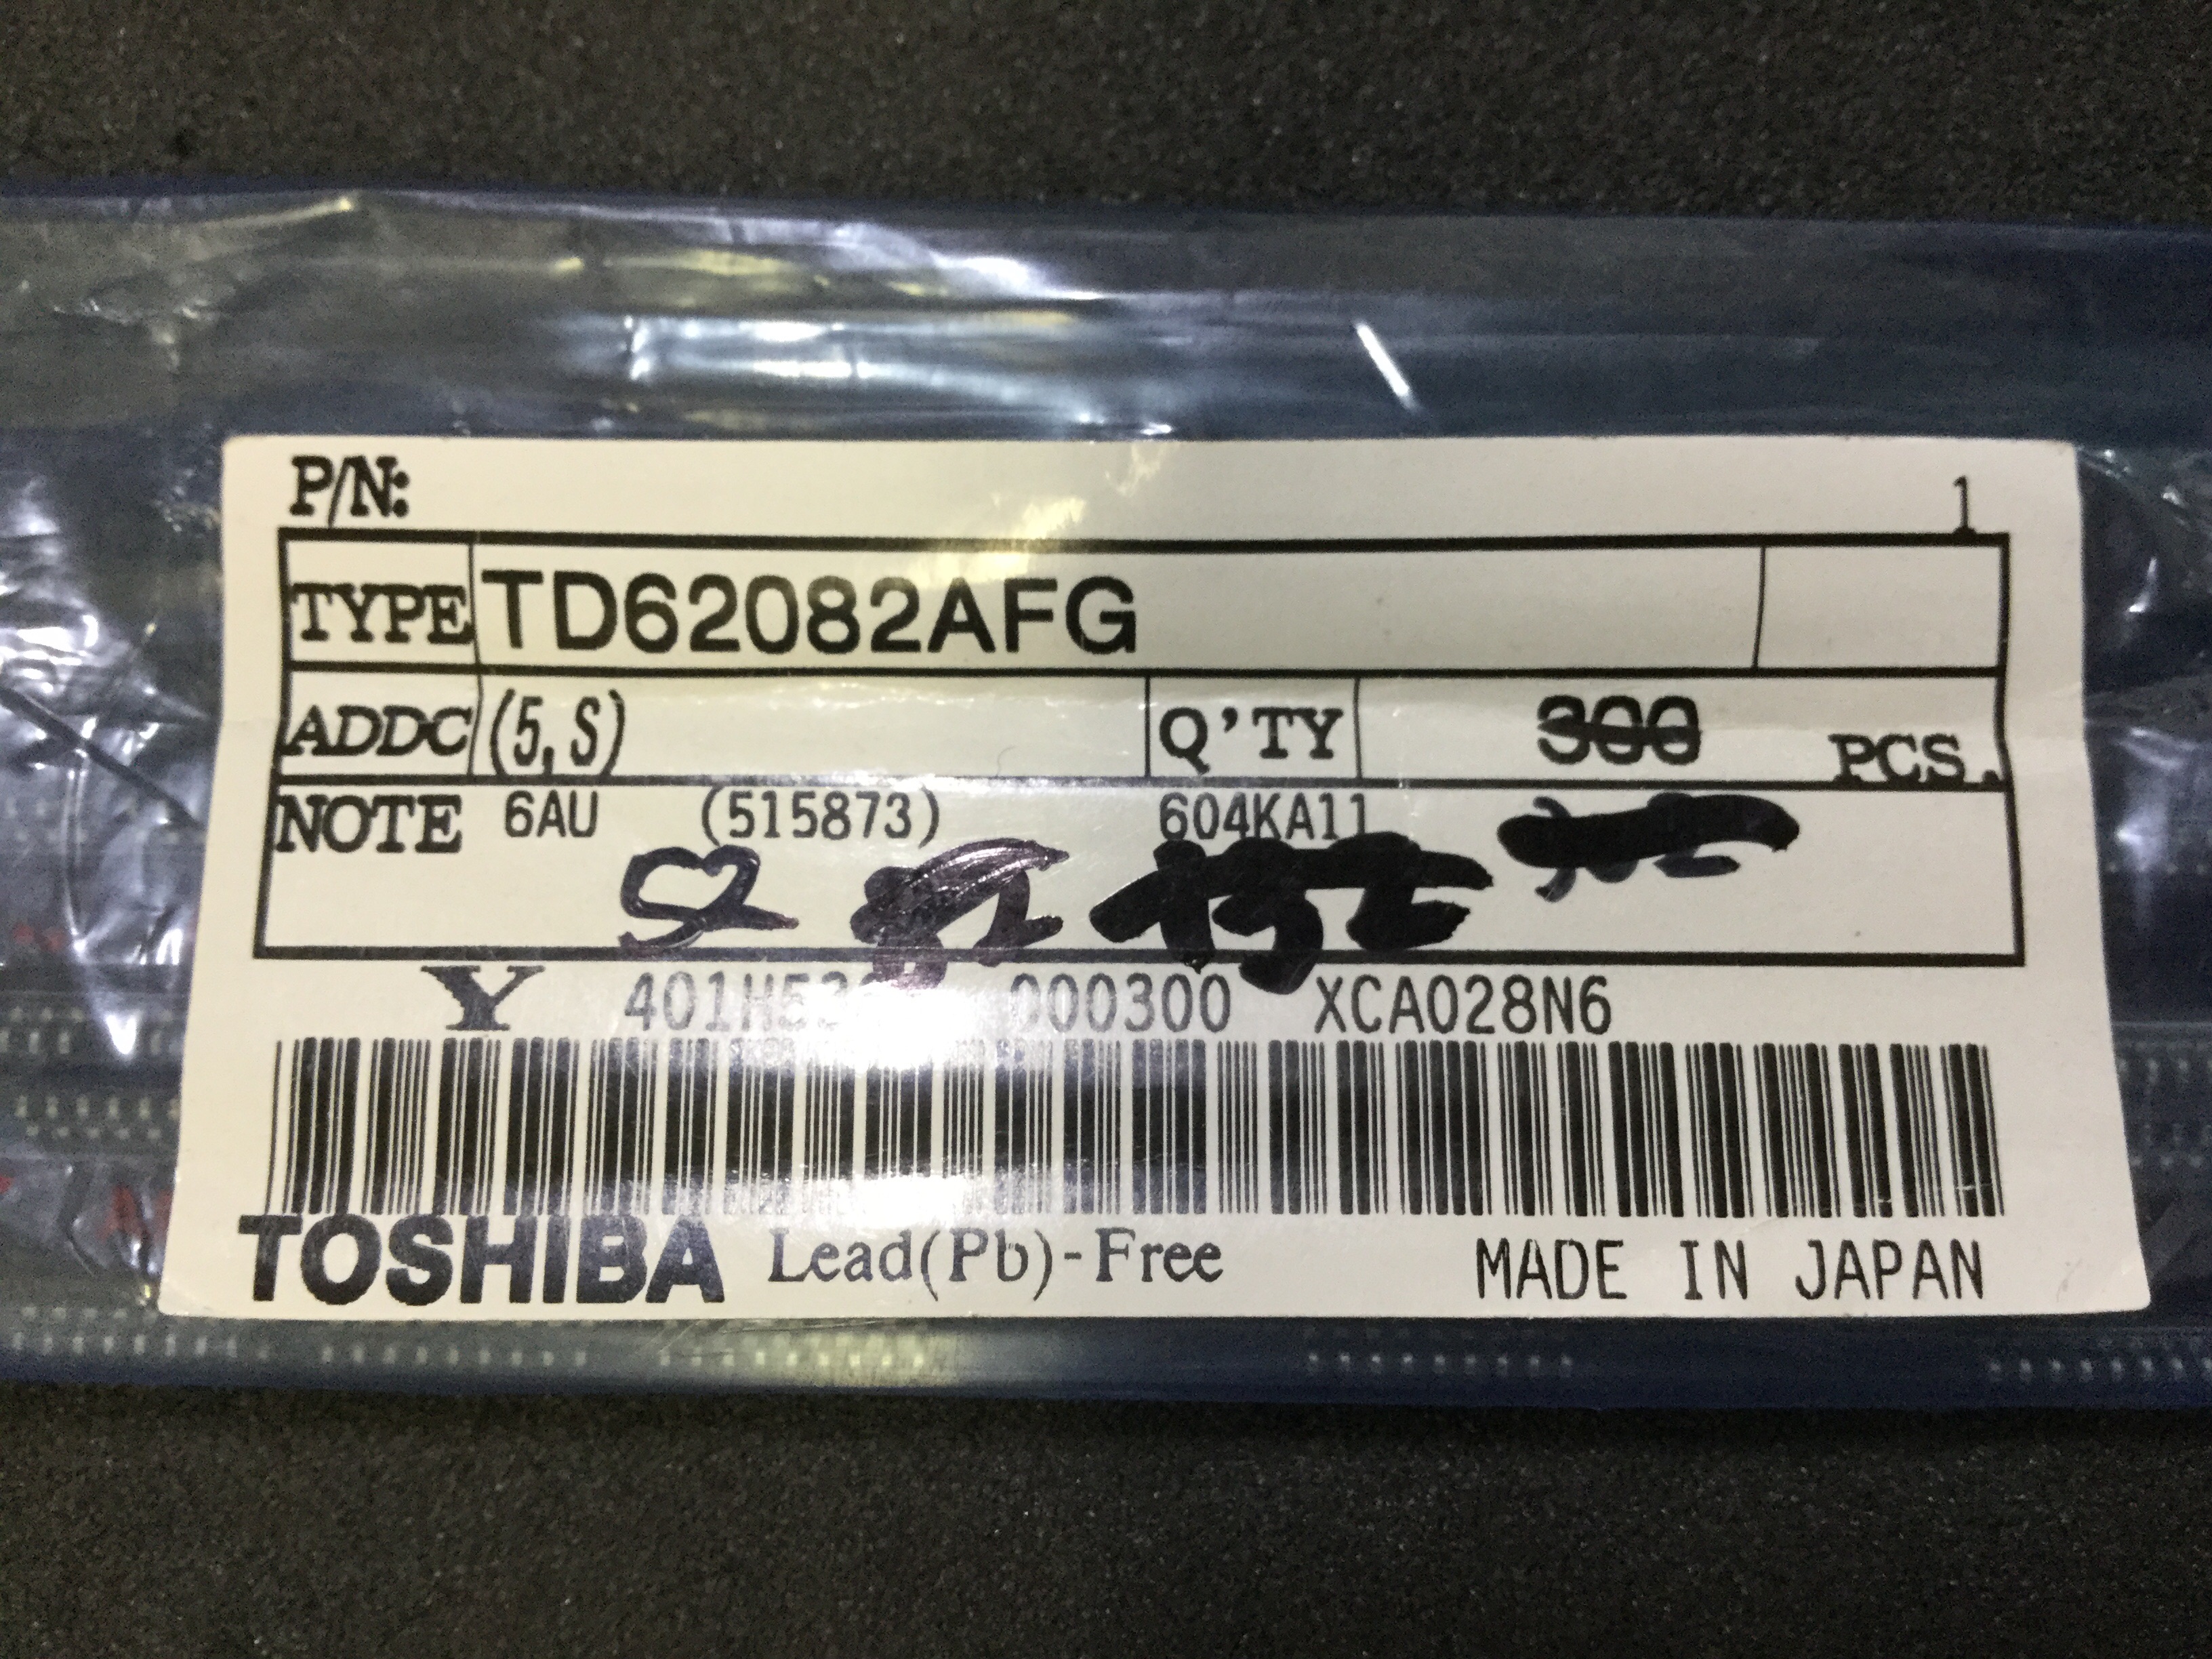 P/N:
1
TYPE TD62082AFG
ADDC (5,S) Q'TY 300 PCS.
NOTE 6AU (515873) 604KA11
52
Y 000300 XCA028N6
TOSHIBA Lead(Pb)-Free MADE IN JAPAN